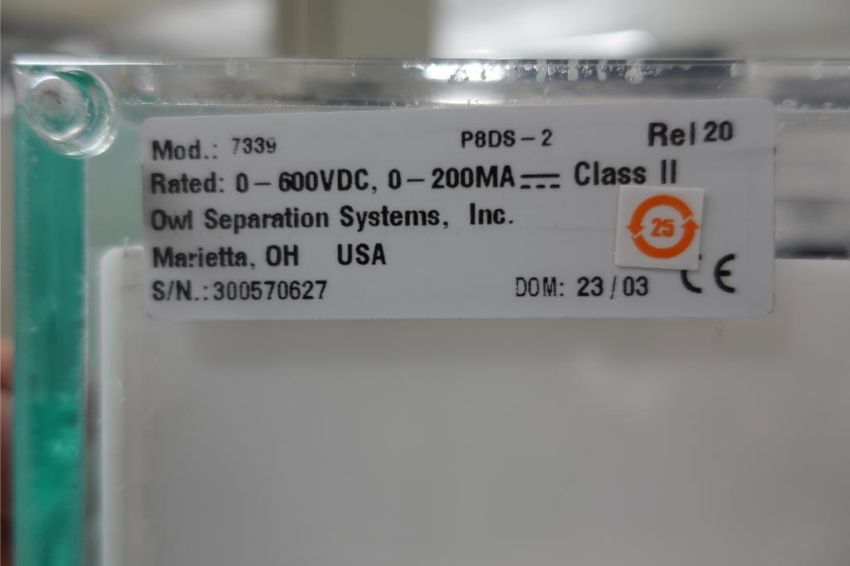 Mod.: 7339 P8DS-2 Rel 20
Rated: 0-600VDC, 0-200MA⎓ Class II
Owl Separation Systems, Inc.
25
Marietta, OH USA
S/N.:300570627 DOM: 23/03 CE